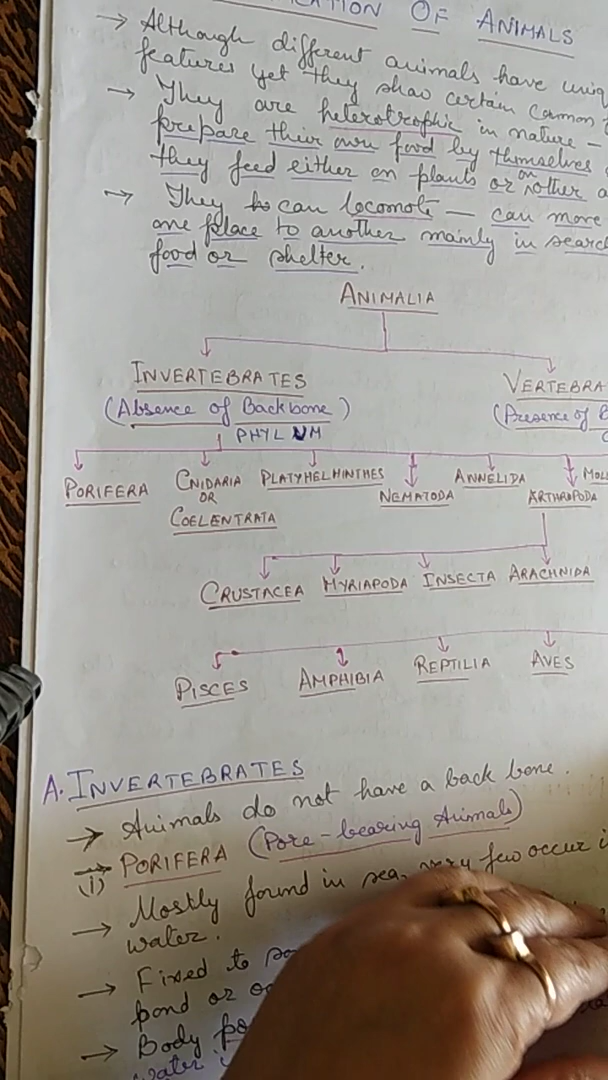 OF ANIMALS
→ Although different animals have
features yet they certain common
→ They are heterotrophic in nature –
prepare their own food by themselves
they feed either on plants or on other
→ They can locomote – can move
one place to another mainly in search
food or shelter.
ANIMALIA
INVERTEBRATES
(Absence of Backbone)
PHYLUM
(Presence of
PORIFERA
CNIDARIA
OR
COELENTRATA
PLATYHELMINTHES
NEMATODA
ANNELIDA
ARTHROPODA
CRUSTACEA MYRIAPODA INSECTA ARACHNIDA
PISCES AMPHIBIA REPTILIA AVES
A. INVERTEBRATES
→ Animals do not have a back bone.
(i) PORIFERA (Pore-bearing Animals)
→ Mostly found in sea, very few occur
water.
→ Fixed to
pond or
→ Body
water